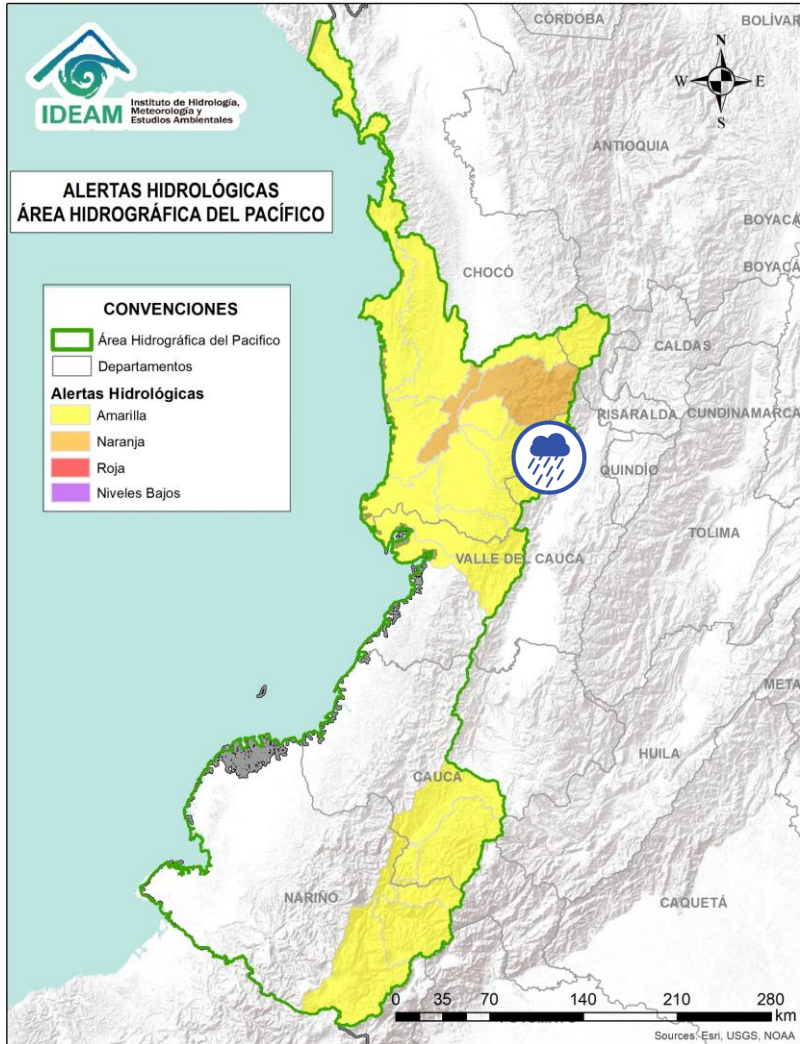 CÓRDOBA
BOLÍVAR
IDEAM
Instituto de Hidrología,
Meteorología y
Estudios Ambientales
N
W
E
S
ANTIOQUIA
ALERTAS HIDROLÓGICAS
ÁREA HIDROGRÁFICA DEL PACÍFICO
BOYACÁ
BOYACÁ
CHOCÓ
CONVENCIONES
Área Hidrográfica del Pacifico
Departamentos
Alertas Hidrológicas
Amarilla
Naranja
Roja
Niveles Bajos
CALDAS
RISARALDA
CUNDINAMARCA
QUINDÍO
TOLIMA
VALLE DEL CAUCA
META
HUILA
CAUCA
NARIÑO
CAQUETÁ
0 35 70 140 210 280
km
Sources: Esri, USGS, NOAA